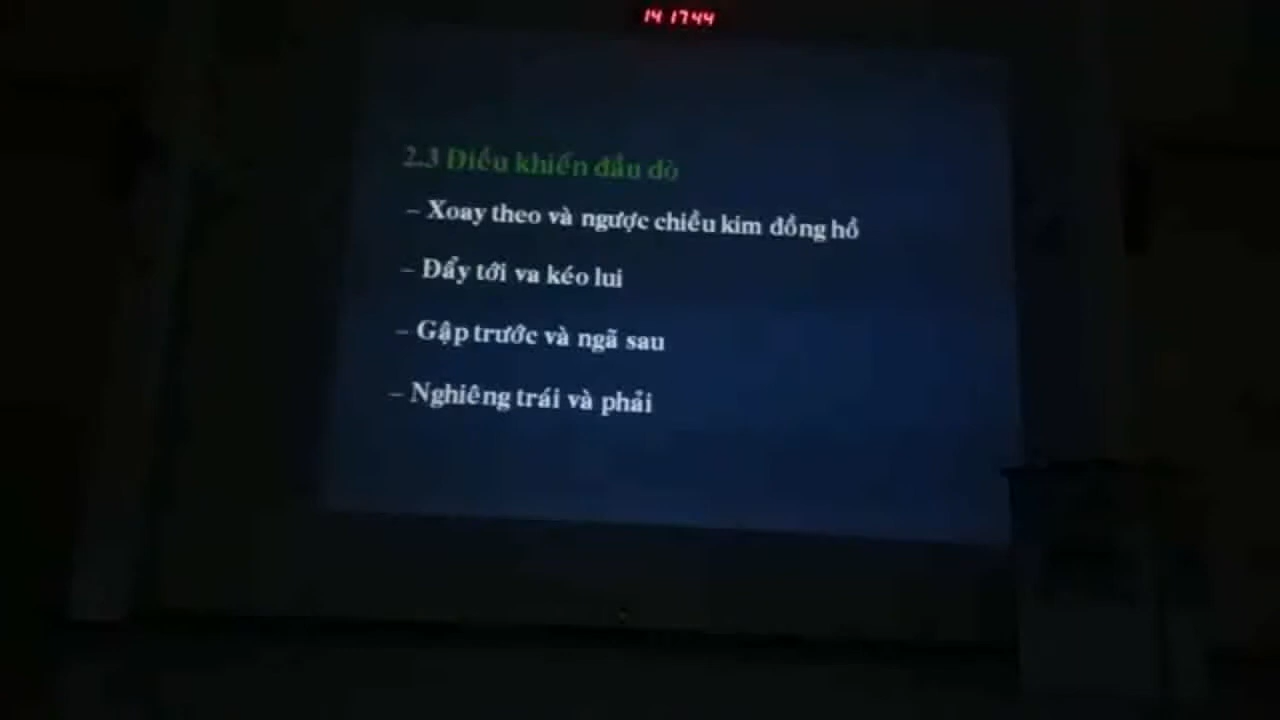 14 17 44
2.3 Điều khiển đầu dò
– Xoay theo và ngược chiều kim đồng hồ
– Đẩy tới va kéo lui
– Gập trước và ngã sau
– Nghiêng trái và phải